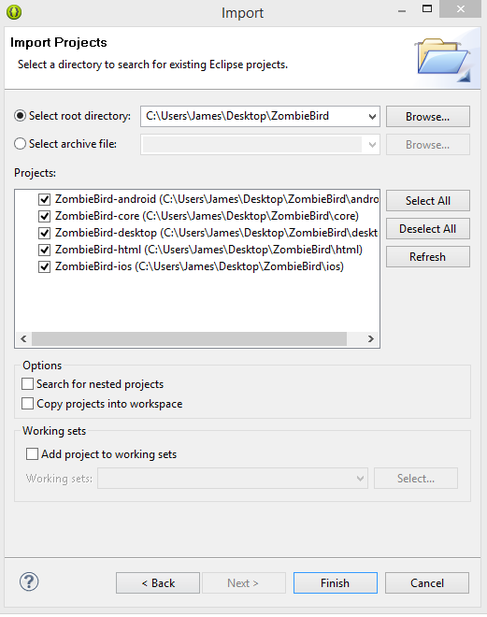 Import
Import Projects
Select a directory to search for existing Eclipse projects.
Select root directory: C:\Users\James\Desktop\ZombieBird Browse...
Select archive file: Browse...
Projects:
ZombieBird-android (C:\Users\James\Desktop\ZombieBird\andro Select All
ZombieBird-core (C:\Users\James\Desktop\ZombieBird\core)
ZombieBird-desktop (C:\Users\James\Desktop\ZombieBird\deskt Deselect All
ZombieBird-html (C:\Users\James\Desktop\ZombieBird\html)
ZombieBird-ios (C:\Users\James\Desktop\ZombieBird\ios) Refresh
Options
Search for nested projects
Copy projects into workspace
Working sets
Add project to working sets
Working sets: Select...
? < Back Next > Finish Cancel